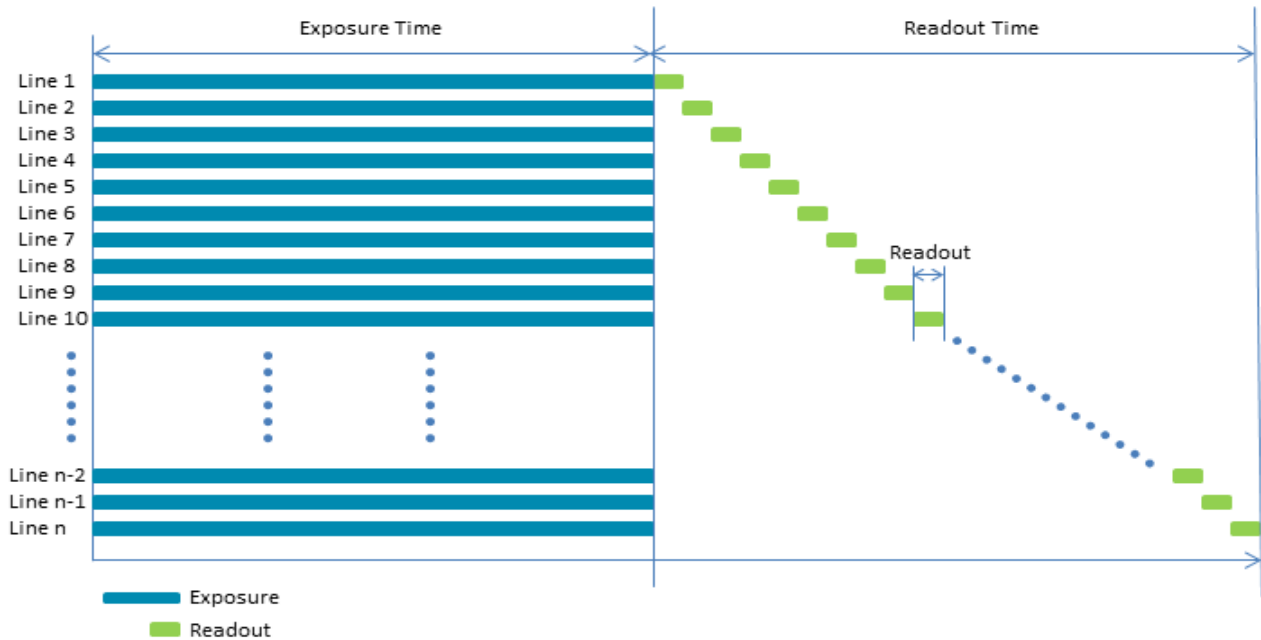 Exposure Time
Readout Time
Line 1
Line 2
Line 3
Line 4
Line 5
Line 6
Line 7
Line 8
Readout
Line 9
Line 10
Line n-2
Line n-1
Line n
Exposure
Readout